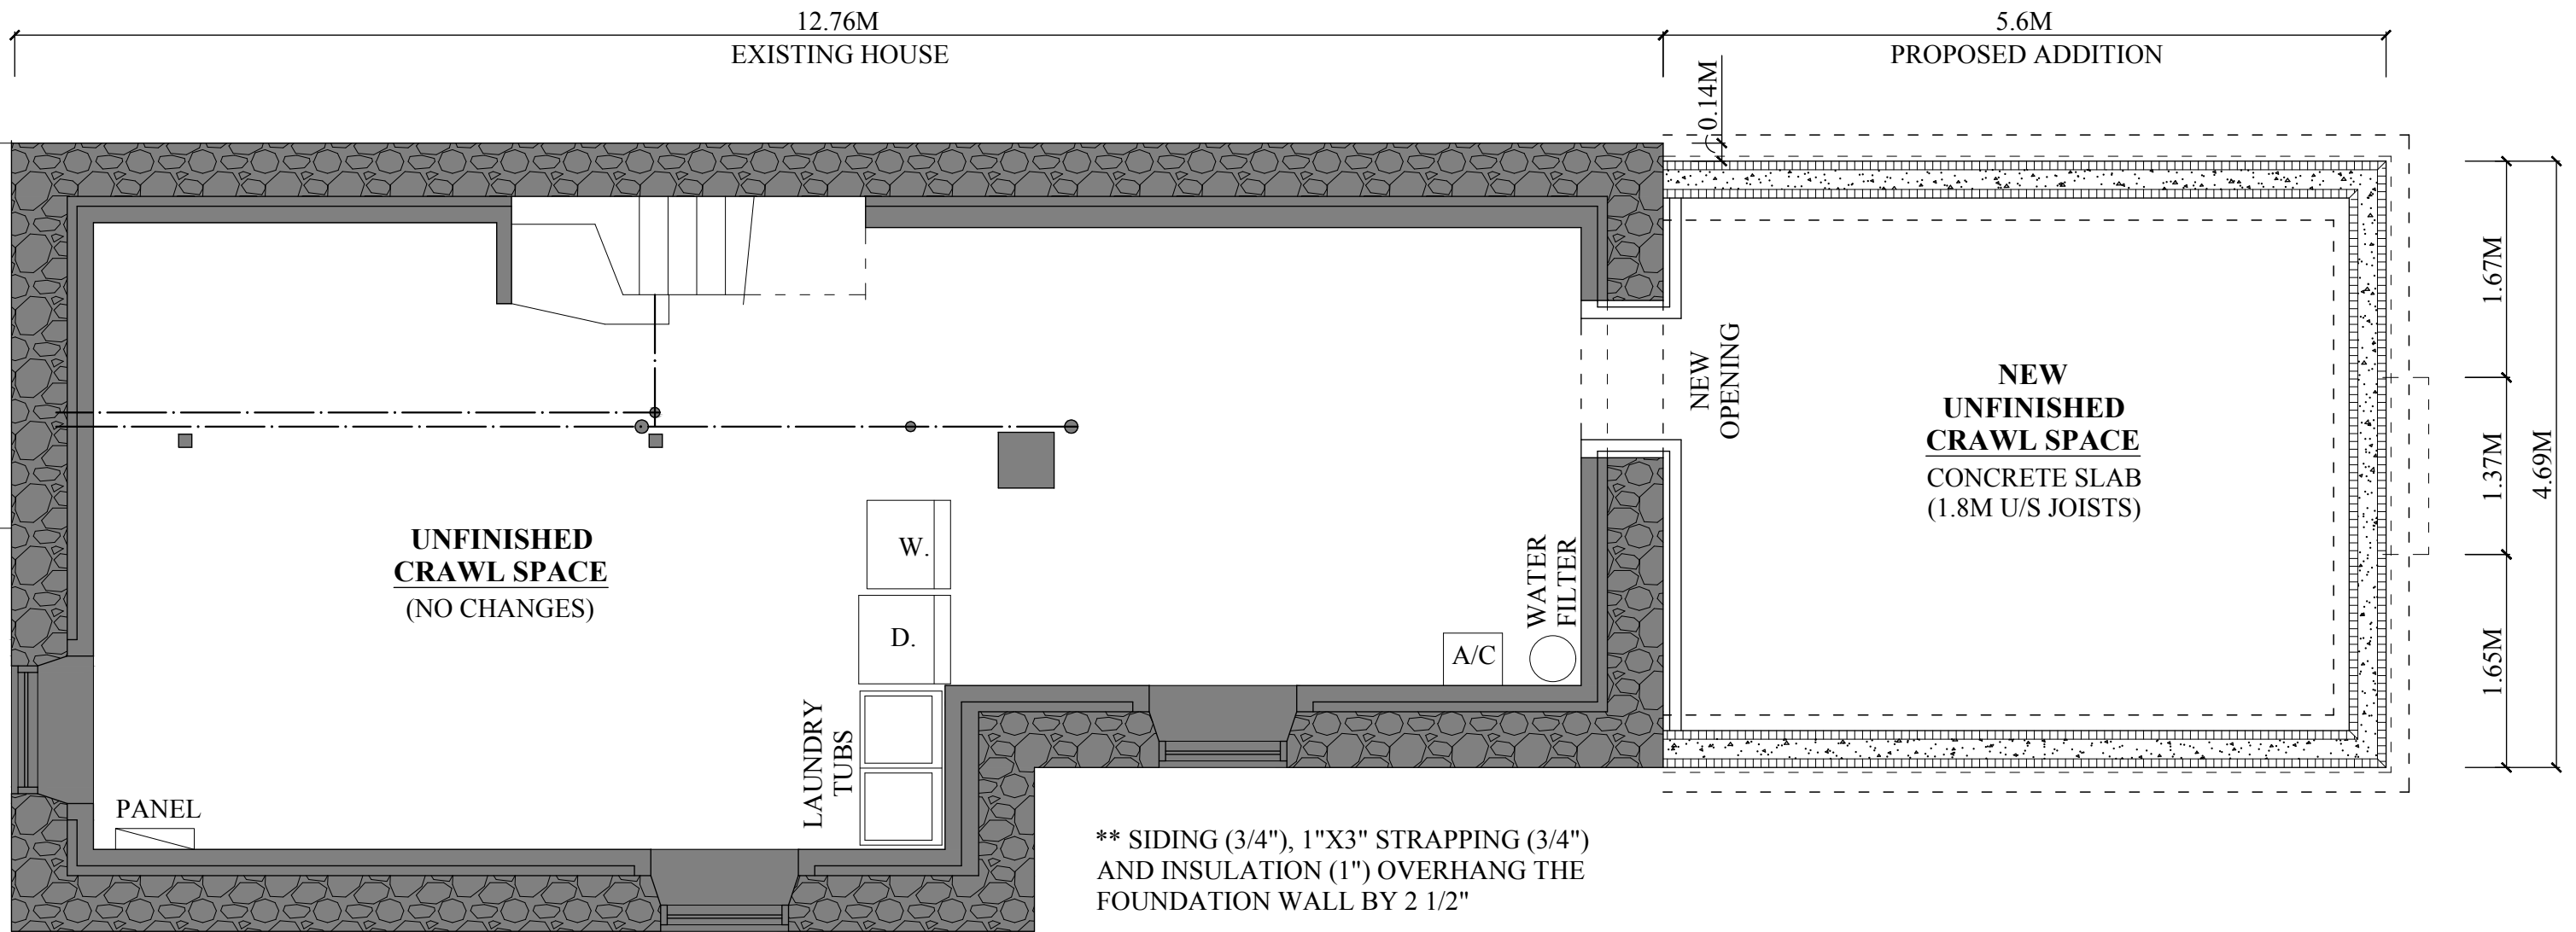 12.76M
EXISTING HOUSE
5.6M
PROPOSED ADDITION
0.14M
1.67M
1.37M
4.69M
1.65M
NEW
OPENING
NEW
UNFINISHED
CRAWL SPACE
CONCRETE SLAB
(1.8M U/S JOISTS)
UNFINISHED
CRAWL SPACE
(NO CHANGES)
W.
D.
WATER
FILTER
A/C
LAUNDRY
TUBS
PANEL
** SIDING (3/4"), 1"X3" STRAPPING (3/4")
AND INSULATION (1") OVERHANG THE
FOUNDATION WALL BY 2 1/2"